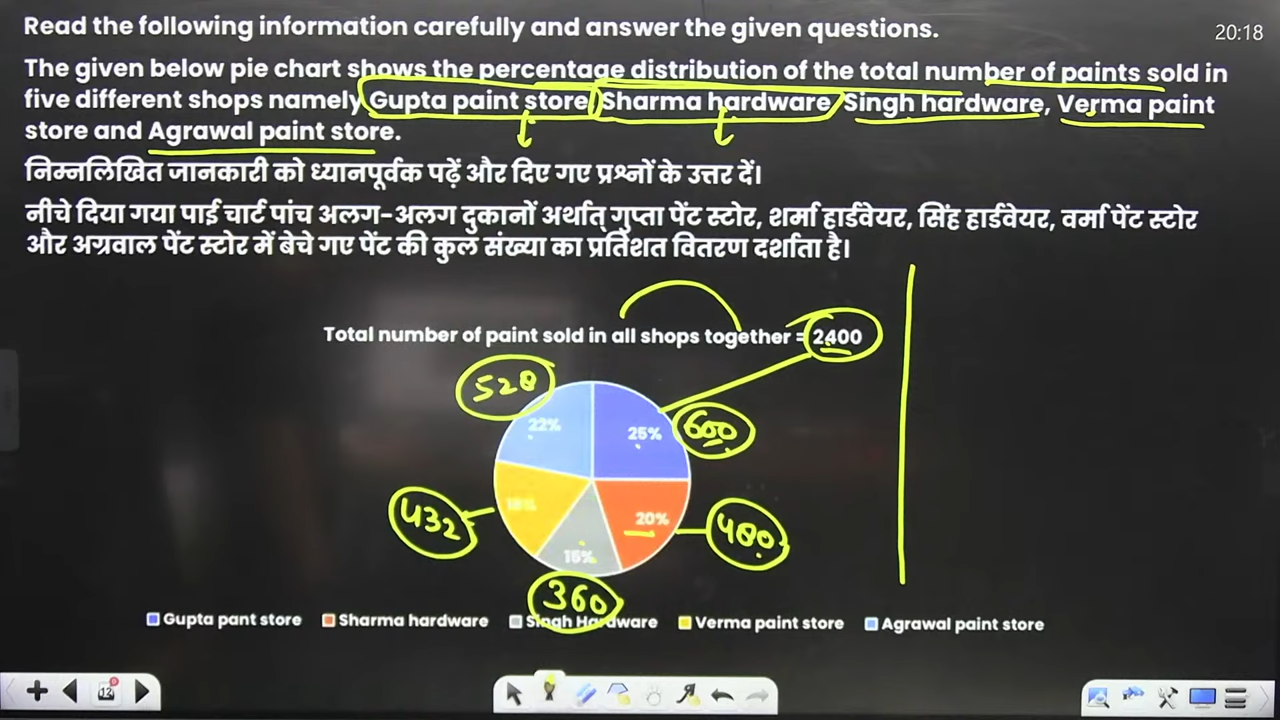 Read the following information carefully and answer the given questions.
20:18
The given below pie chart shows the percentage distribution of the total number of paints sold in
five different shops namely Gupta paint store, Sharma hardware, Singh hardware, Verma paint
store and Agrawal paint store.
निम्नलिखित जानकारी को ध्यानपूर्वक पढ़ें और दिए गए प्रश्नों के उत्तर दें।
नीचे दिया गया पाई चार्ट पांच अलग-अलग दुकानों अर्थात् गुप्ता पेंट स्टोर, शर्मा हार्डवेयर, सिंह हार्डवेयर, वर्मा पेंट स्टोर
और अग्रवाल पेंट स्टोर में बेचे गए पेंट की कुल संख्या का प्रतिशत वितरण दर्शाता है।
Total number of paint sold in all shops together = 2400
528
22%
25%
600
432
18%
20%
480
15%
360
Gupta pant store Sharma hardware Singh Hardware Verma paint store Agrawal paint store
12